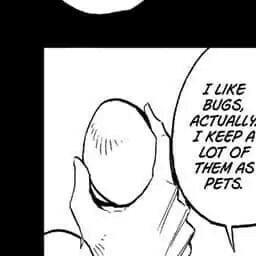 I LIKE
BUGS,
ACTUALLY.
I KEEP A
LOT OF
THEM AS
PETS.